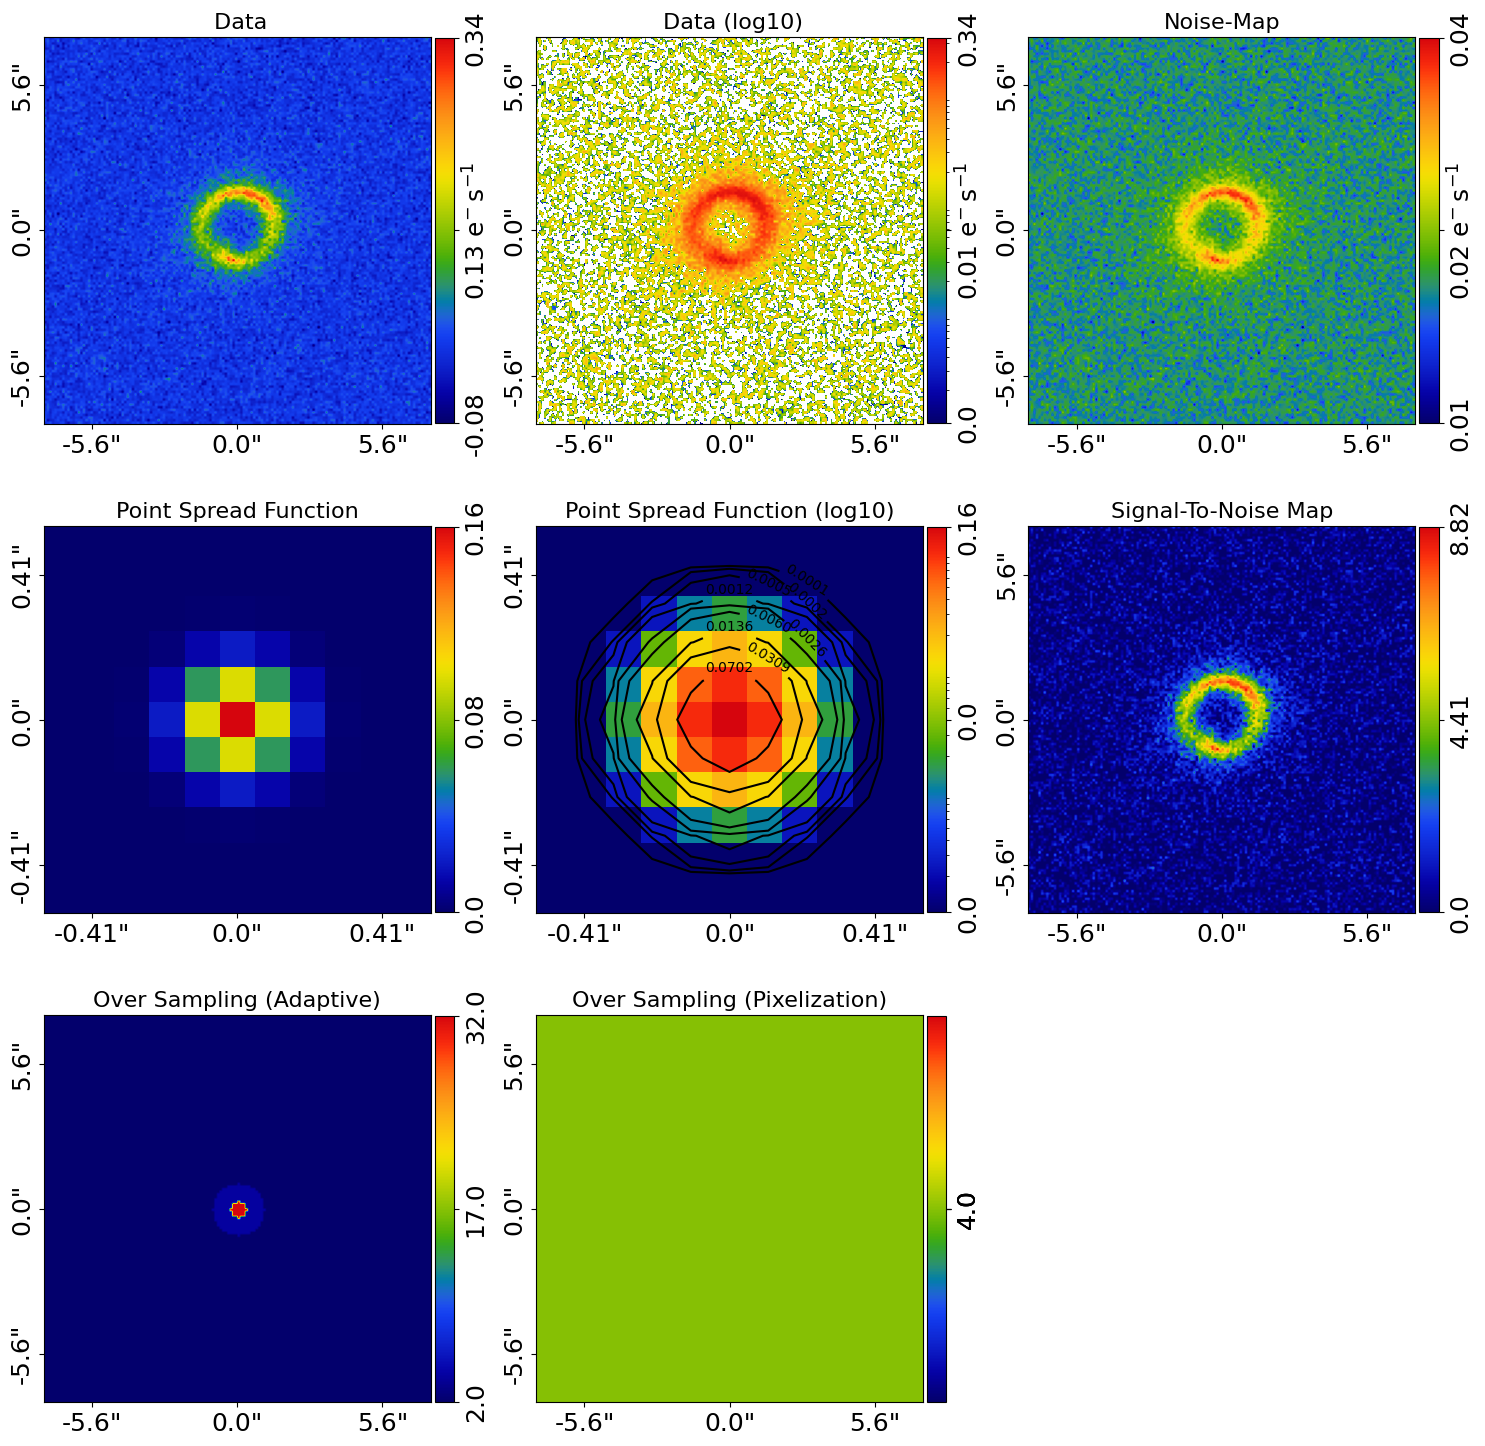 Data
5.6"
0.0"
-5.6"
-5.6" 0.0" 5.6"
0.34
0.13 e⁻ s⁻¹
-0.08
Data (log10)
5.6"
0.0"
-5.6"
-5.6" 0.0" 5.6"
0.34
0.01 e⁻ s⁻¹
0.0
Noise-Map
5.6"
0.0"
-5.6"
-5.6" 0.0" 5.6"
0.04
0.02 e⁻ s⁻¹
0.01
Point Spread Function
0.41"
0.0"
-0.41"
-0.41" 0.0" 0.41"
0.16
0.08
0.0
Point Spread Function (log10)
0.41"
0.0"
-0.41"
-0.41" 0.0" 0.41"
0.0001
0.0012
0.0060
0.0026
0.0136
0.0309
0.0702
0.16
0.0
0.0
Signal-To-Noise Map
5.6"
0.0"
-5.6"
-5.6" 0.0" 5.6"
8.82
4.41
0.0
Over Sampling (Adaptive)
5.6"
0.0"
-5.6"
-5.6" 0.0" 5.6"
32.0
17.0
2.0
Over Sampling (Pixelization)
5.6"
0.0"
-5.6"
-5.6" 0.0" 5.6"
4.0